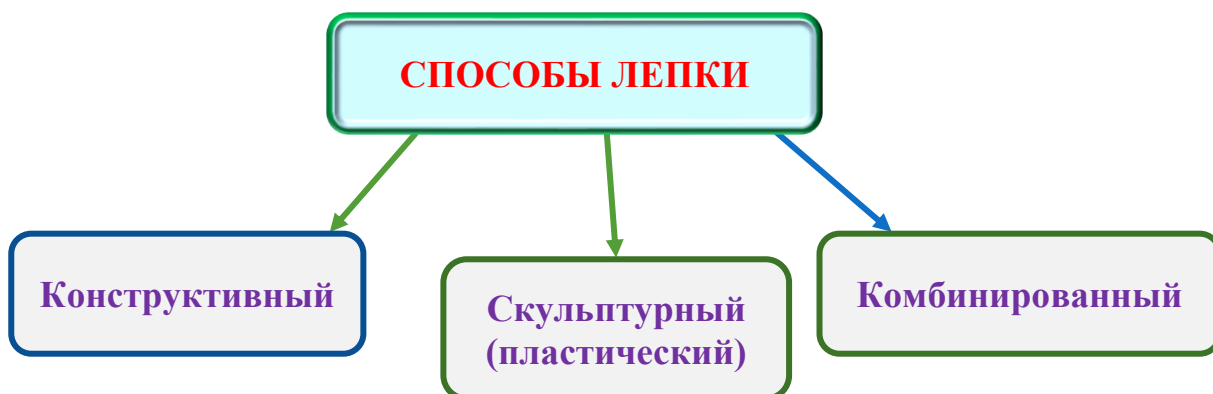 СПОСОБЫ ЛЕПКИ
Конструктивный
Скульптурный
(пластический)
Комбинированный